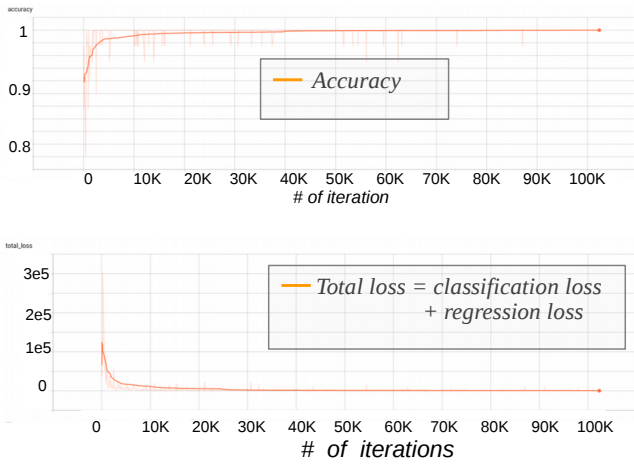 accuracy
1
0.9
0.8
Accuracy
0 10K 20K 30K 40K 50K 60K 70K 80K 90K 100K
# of iteration
total_loss
3e5
2e5
1e5
0
Total loss = classification loss
+ regression loss
0 10K 20K 30K 40K 50K 60K 70K 80K 90K 100K
# of iterations